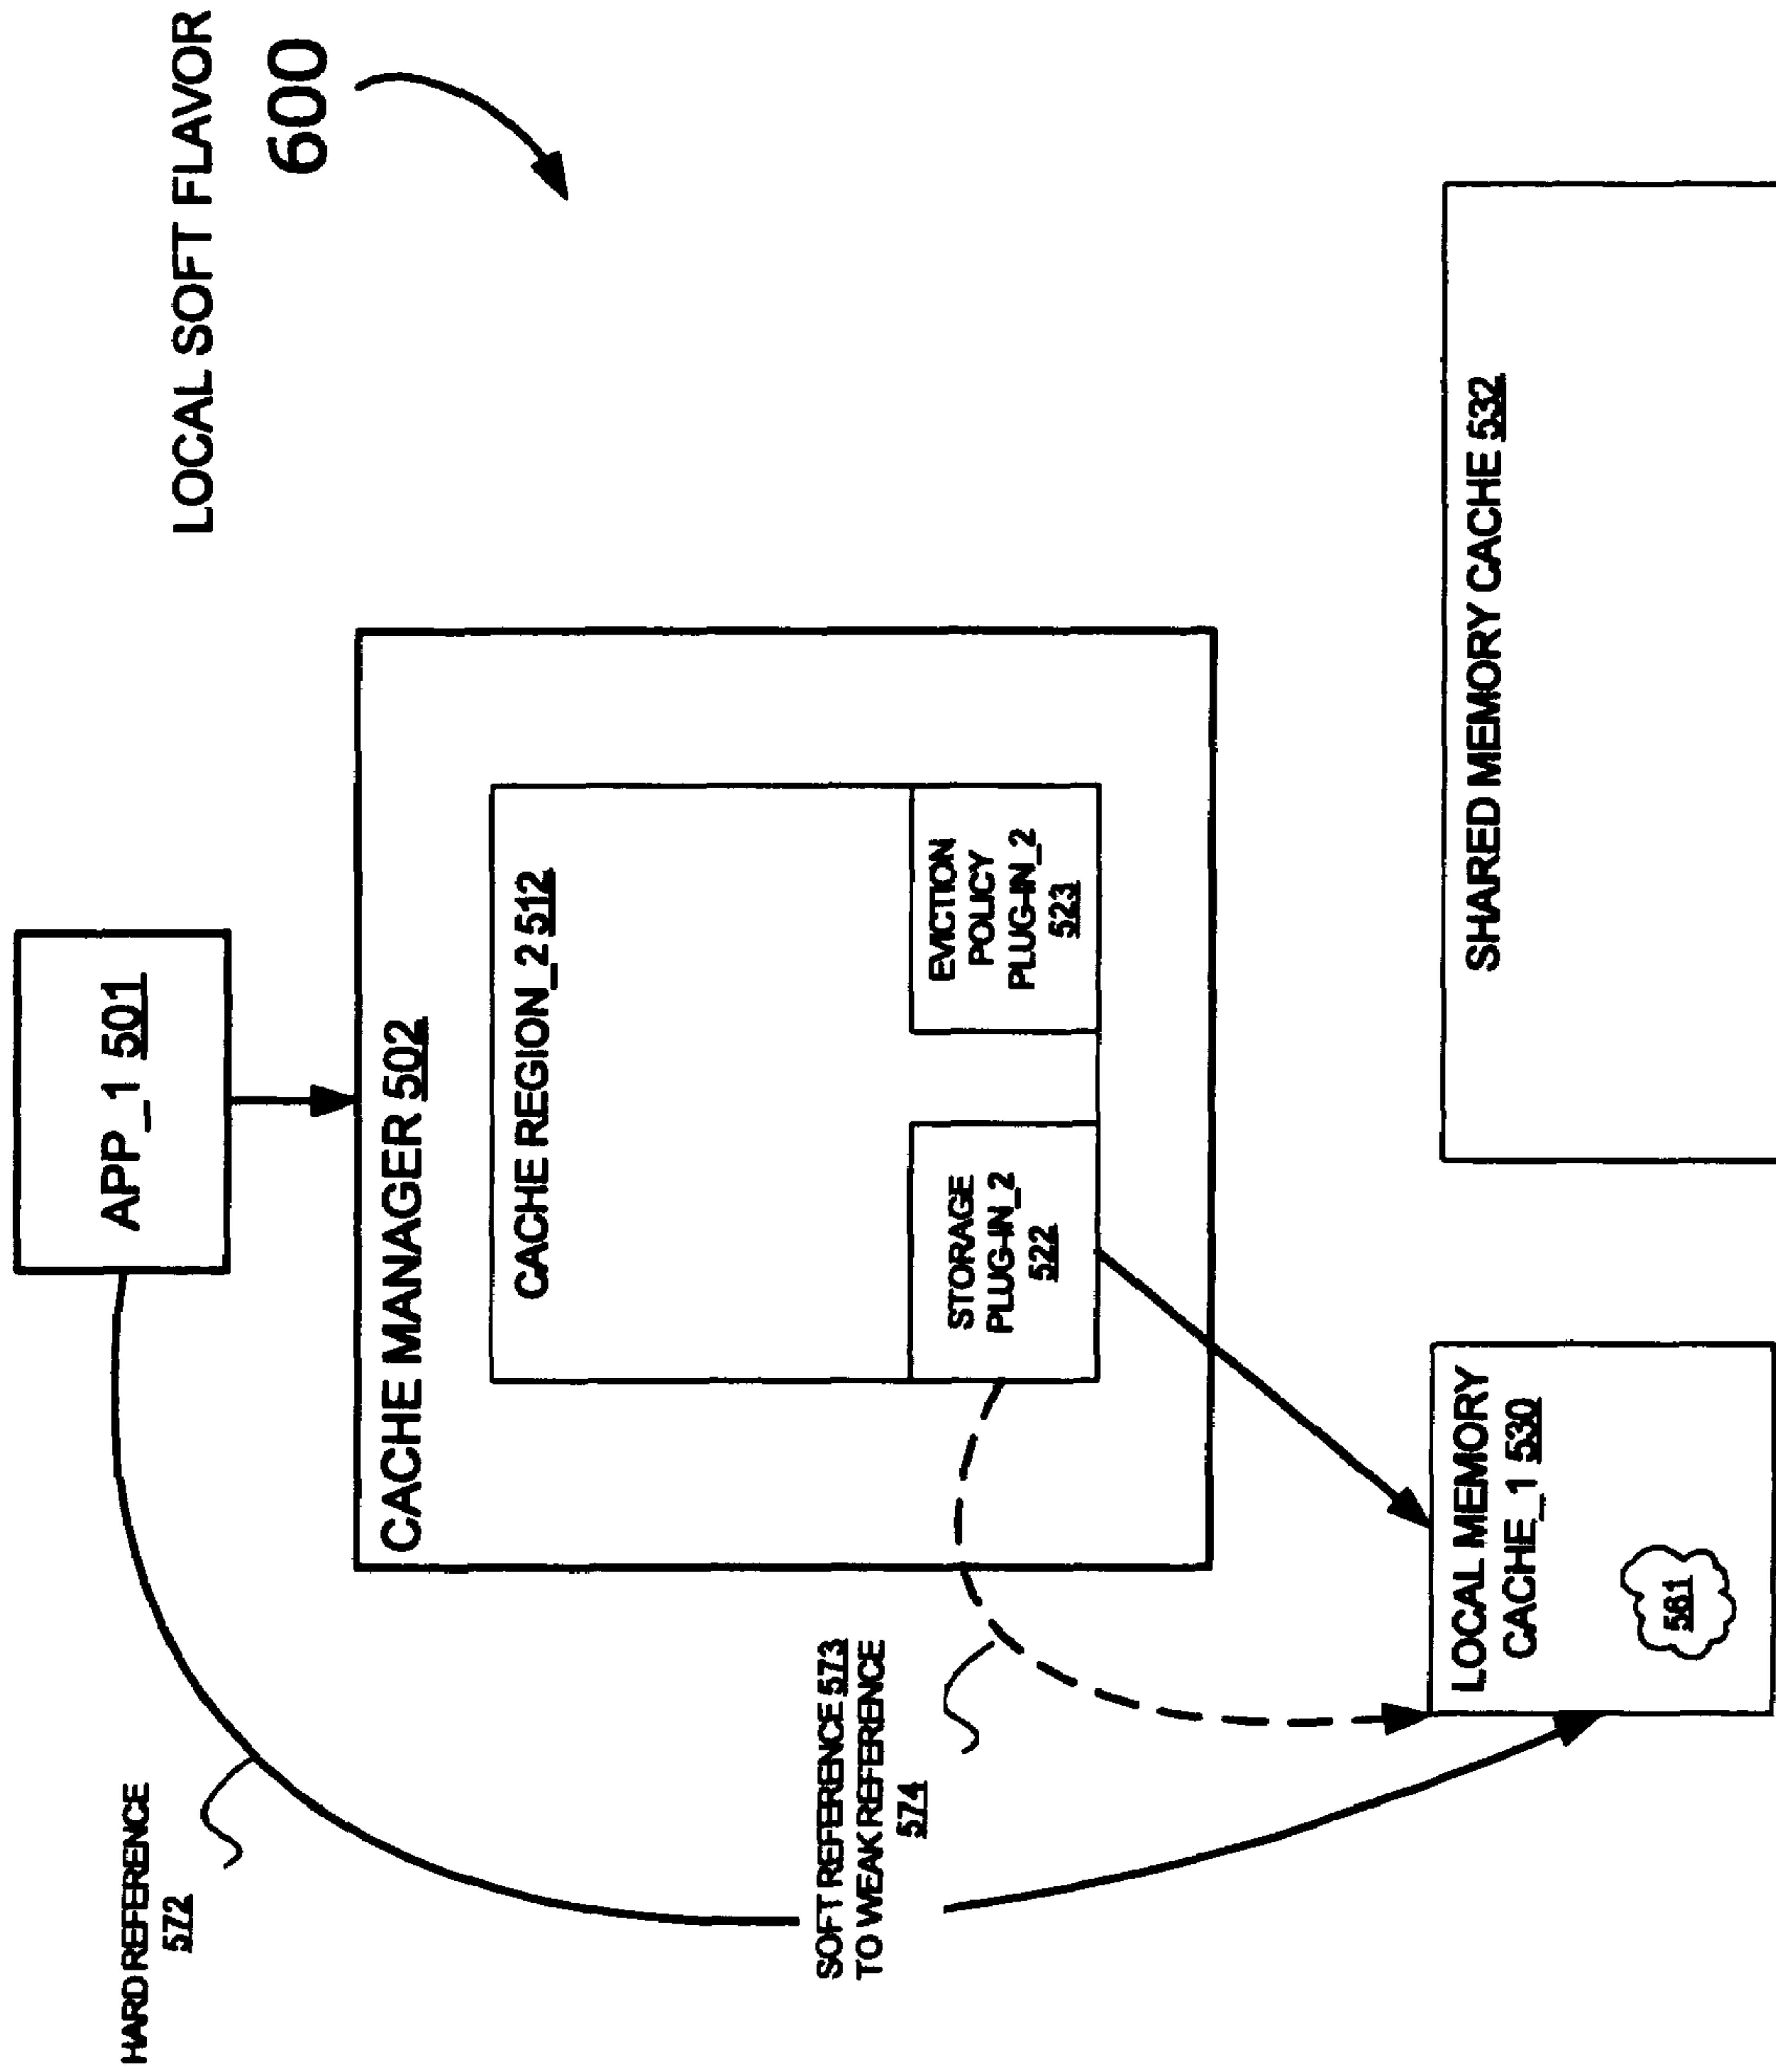 LOCAL SOFT FLAVOR
600
APP_1 501
HARD REFERENCE
572
CACHE MANAGER 502
CACHE REGION_2 512
STORAGE
PLUG-IN_2
522
EVICTION
POLICY
PLUG-IN_2
523
SOFT REFERENCE 573
TO WEAK REFERENCE
574
LOCAL MEMORY
CACHE_1 530
561
SHARED MEMORY CACHE 532